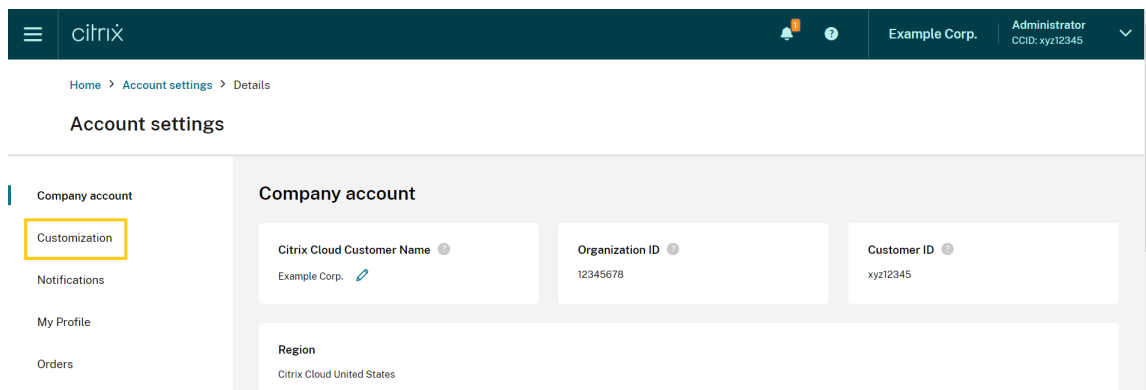 citrix
1
?
Example Corp.
Administrator
CCID: xyz12345
Home > Account settings > Details
Account settings
Company account
Customization
Notifications
My Profile
Orders
Company account
Citrix Cloud Customer Name ?
Example Corp.
Organization ID ?
12345678
Customer ID ?
xyz12345
Region
Citrix Cloud United States